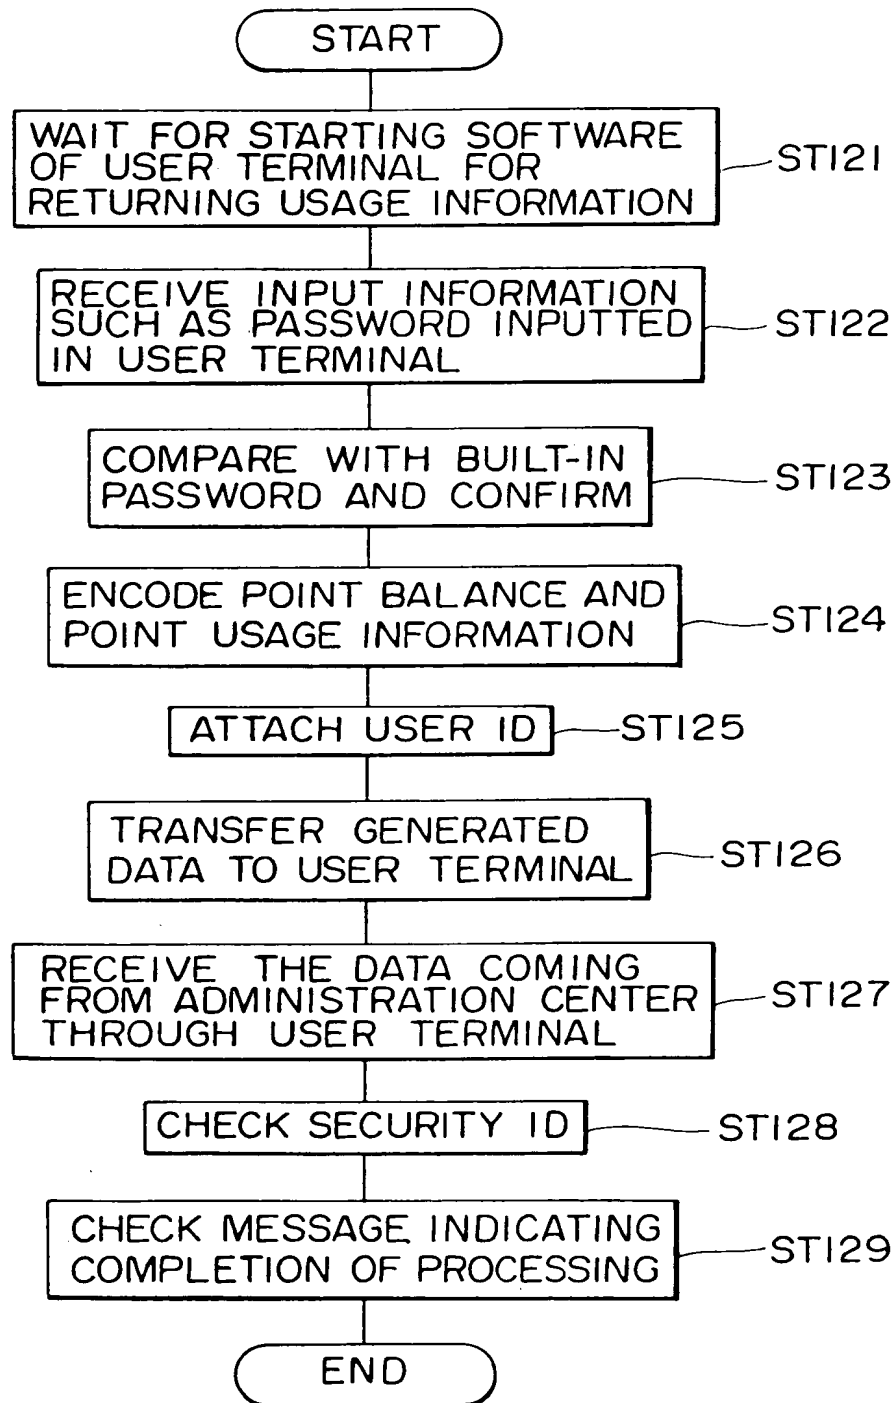 START
WAIT FOR STARTING SOFTWARE
OF USER TERMINAL FOR
RETURNING USAGE INFORMATION
ST121
RECEIVE INPUT INFORMATION
SUCH AS PASSWORD INPUTTED
IN USER TERMINAL
ST122
COMPARE WITH BUILT-IN
PASSWORD AND CONFIRM
ST123
ENCODE POINT BALANCE AND
POINT USAGE INFORMATION
ST124
ATTACH USER ID
ST125
TRANSFER GENERATED
DATA TO USER TERMINAL
ST126
RECEIVE THE DATA COMING
FROM ADMINISTRATION CENTER
THROUGH USER TERMINAL
ST127
CHECK SECURITY ID
ST128
CHECK MESSAGE INDICATING
COMPLETION OF PROCESSING
ST129
END